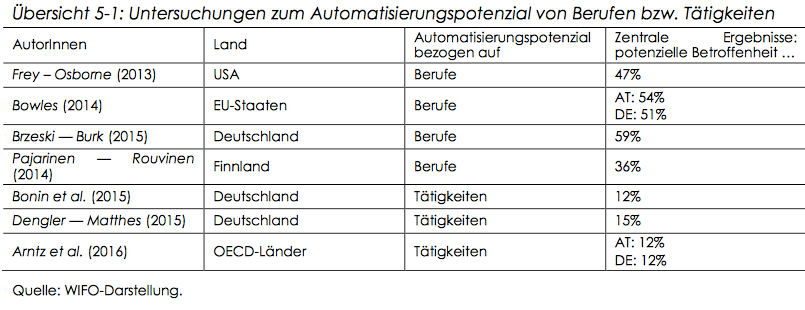 Übersicht 5-1: Untersuchungen zum Automatisierungspotenzial von Berufen bzw. Tätigkeiten
AutorInnen Land Automatisierungspotenzial Zentrale Ergebnisse:
bezogen auf potenzielle Betroffenheit ...
Frey – Osborne (2013) USA Berufe 47%
Bowles (2014) EU-Staaten Berufe AT: 54%
DE: 51%
Brzeski — Burk (2015) Deutschland Berufe 59%
Pajarinen — Rouvinen Finnland Berufe 36%
(2014)
Bonin et al. (2015) Deutschland Tätigkeiten 12%
Dengler — Matthes (2015) Deutschland Tätigkeiten 15%
Arntz et al. (2016) OECD-Länder Tätigkeiten AT: 12%
DE: 12%
Quelle: WIFO-Darstellung.